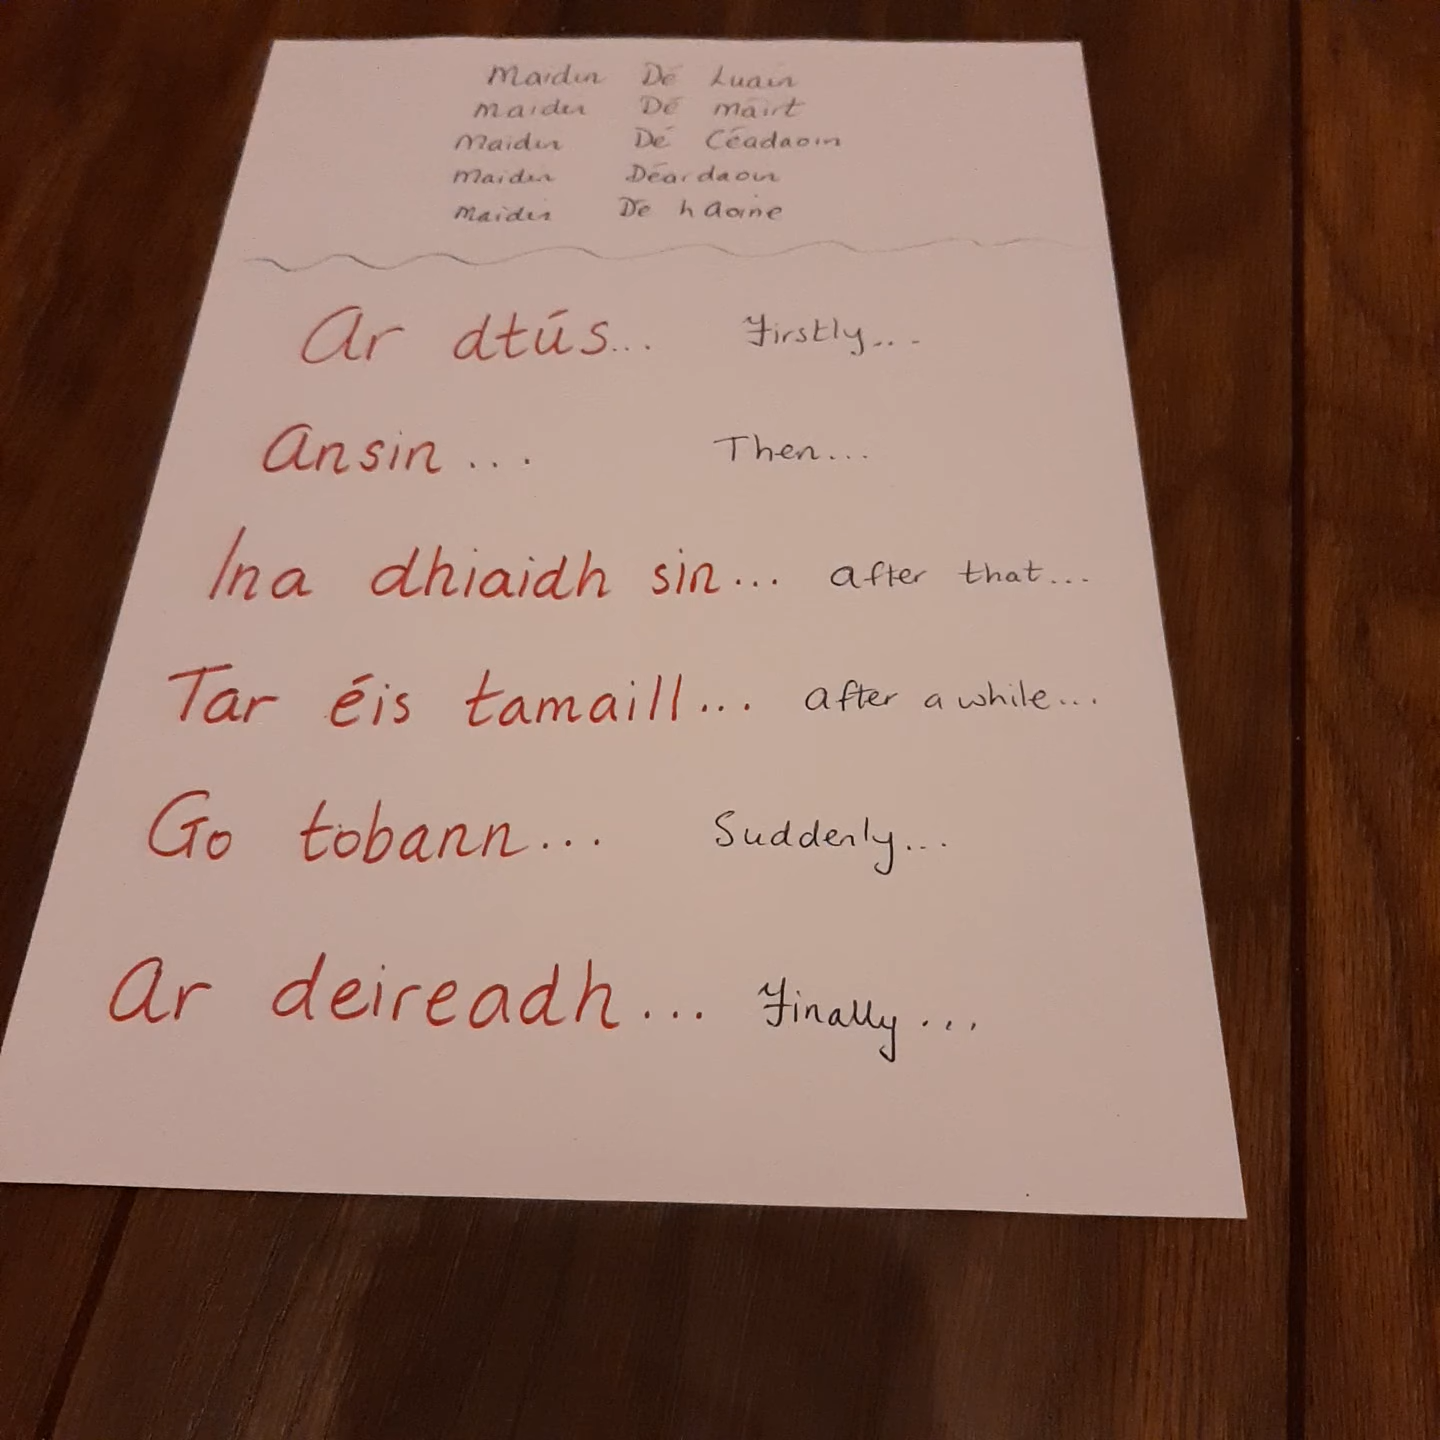 Maidin Dé Luain
Maidin Dé máirt
Maidin Dé Céadaoin
Maidin Déardaoin
Maidin Dé hAoine
Ar dtús... Firstly...
Ansin... Then...
Ina dhiaidh sin... after that...
Tar éis tamaill... after a while...
Go tobann... Suddenly...
Ar deireadh... Finally...